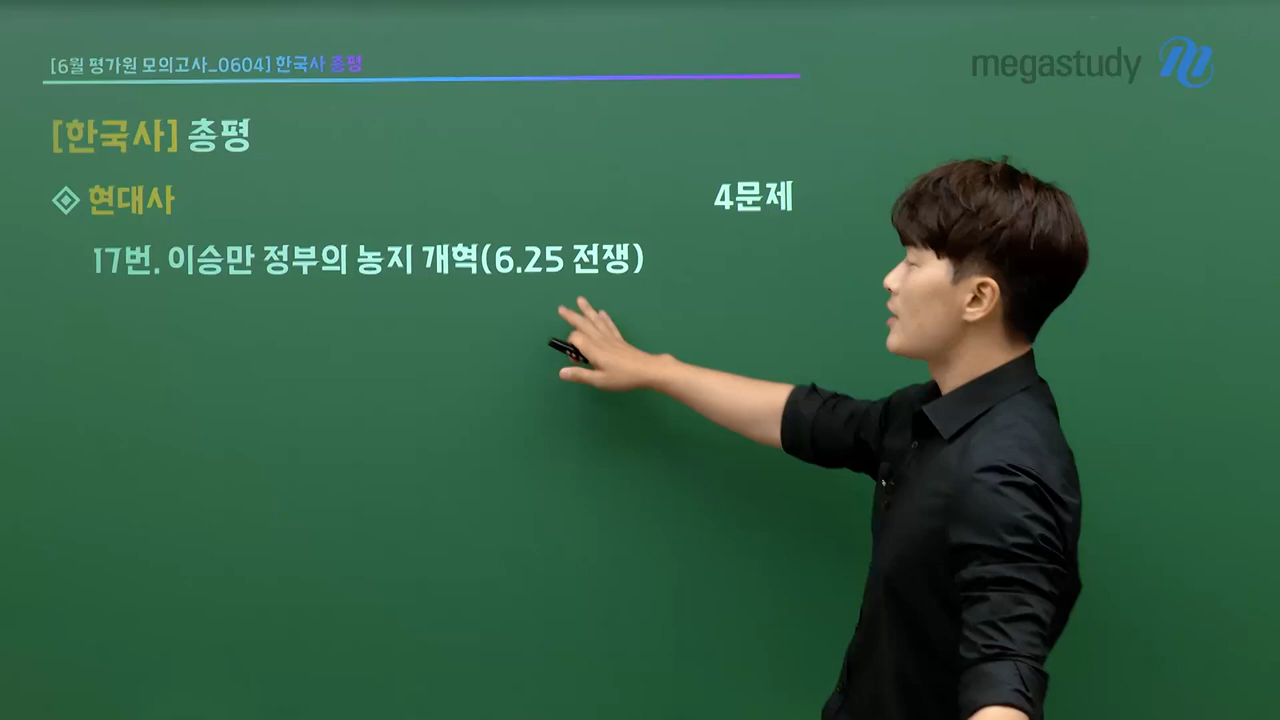 [6월 평가원 모의고사_0604] 한국사 총평
megastudy
[한국사] 총평
현대사
4문제
17번. 이승만 정부의 농지 개혁(6.25 전쟁)